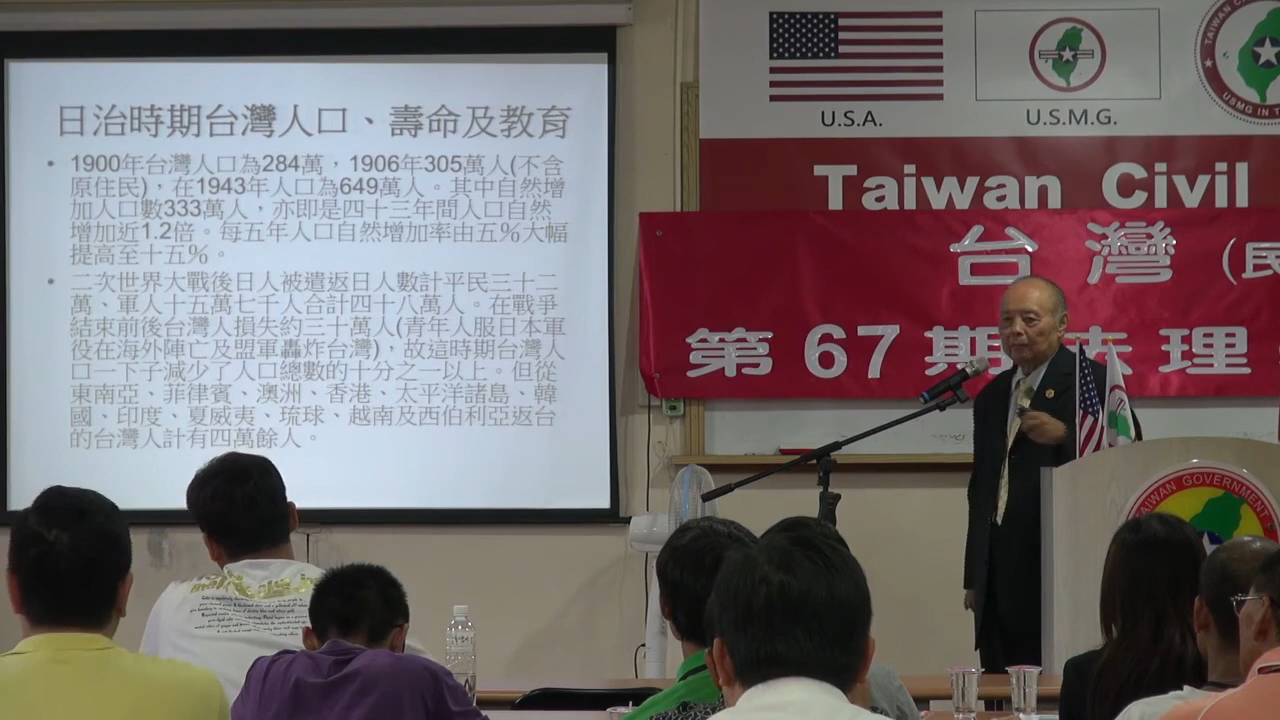 日治時期台灣人口、壽命及教育
• 1900年台灣人口為284萬，1906年305萬人(不含
原住民)，在1943年人口為649萬人。其中自然增
加人口數333萬人，亦即是四十三年間人口自然
增加近1.2倍。每五年人口自然增加率由五%大幅
提高至十五%。
• 二次世界大戰後日人被遣返日人數計平民三十二
萬、軍人十五萬七千人合計四十八萬人。在戰爭
結束前後台灣人損失約三十萬人(青年人服日本軍
役在海外陣亡及盟軍轟炸台灣)，故這時期台灣人
口一下子減少了人口總數的十分之一以上。但從
東南亞、菲律賓、澳洲、香港、太平洋諸島、韓
國、印度、夏威夷、琉球、越南及西伯利亞返台
的台灣人計有四萬餘人。
U.S.A.
U.S.M.G.
USMG IN T
Taiwan Civil
台灣(民
第67期法理
TAIWAN GOVERNMENT